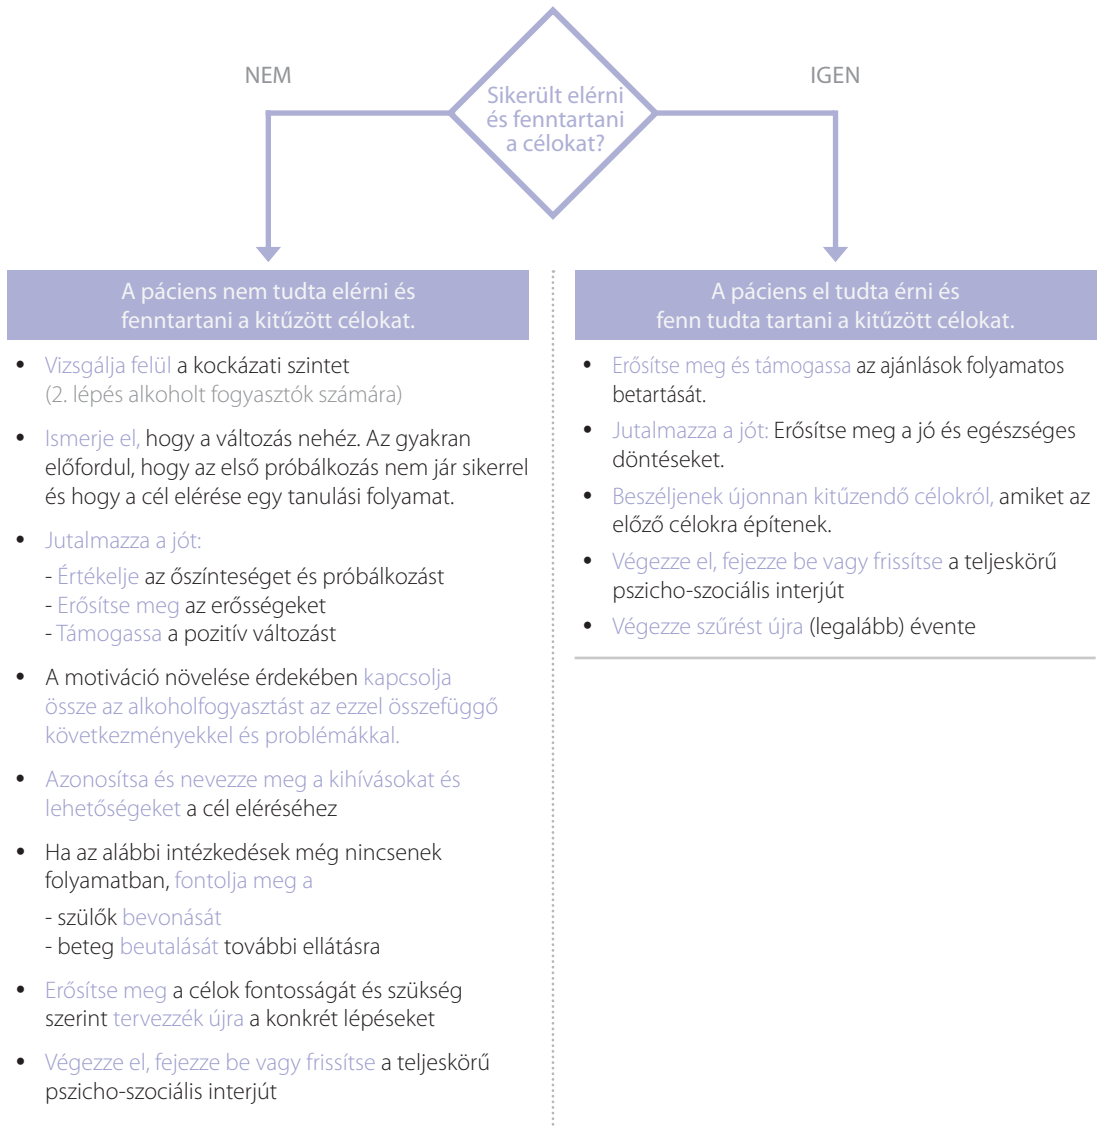 NEM
IGEN
Sikerült elérni
és fenntartani
a célokat?
A páciens nem tudta elérni és
fenntartani a kitűzött célokat.
• Vizsgálja felül a kockázati szintet
(2. lépés alkoholt fogyasztók számára)
• Ismerje el, hogy a változás nehéz. Az gyakran
előfordul, hogy az első próbálkozás nem jár sikerrel
és hogy a cél elérése egy tanulási folyamat.
• Jutalmazza a jót:
- Értékelje az őszínteséget és próbálkozást
- Erősítse meg az erősségeket
- Támogassa a pozitív változást
• A motiváció növelése érdekében kapcsolja
össze az alkoholfogyasztást az ezzel összefüggő
következményekkel és problémákkal.
• Azonosítsa és nevezze meg a kihívásokat és
lehetőségeket a cél eléréséhez
• Ha az alábbi intézkedések még nincsenek
folyamatban, fontolja meg a
- szülők bevonását
- beteg beutalását további ellátásra
• Erősítse meg a célok fontosságát és szükség
szerint tervezzék újra a konkrét lépéseket
• Végezze el, fejezze be vagy frissítse a teljeskörű
pszicho-szociális interjút
A páciens el tudta érni és
fenn tudta tartani a kitűzött célokat.
• Erősítse meg és támogassa az ajánlások folyamatos
betartását.
• Jutalmazza a jót: Erősítse meg a jó és egészséges
döntéseket.
• Beszéljenek újonnan kitűzendő célokról, amiket az
előző célokra építenek.
• Végezze el, fejezze be vagy frissítse a teljeskörű
pszicho-szociális interjút
• Végezze szűrést újra (legalább) évente